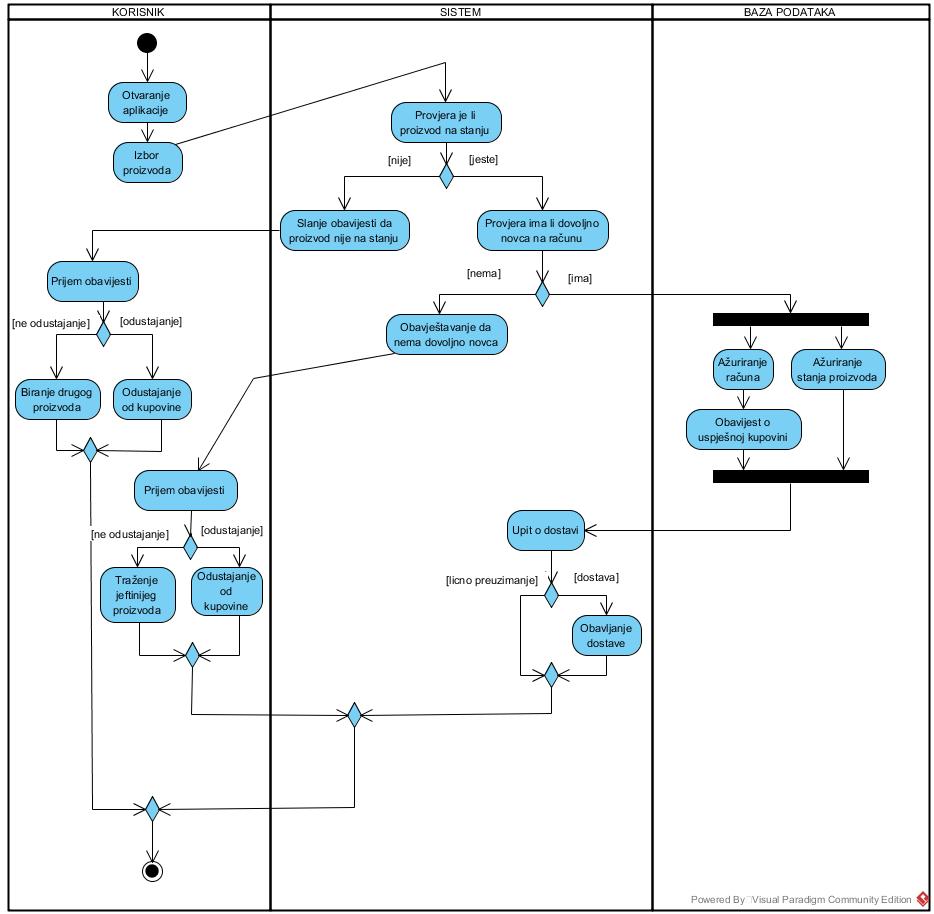 KORISNIK
SISTEM
BAZA PODATAKA
Otvaranje
aplikacije
Izbor
proizvoda
Provjera je li
proizvod na stanju
[nije]
[jeste]
Slanje obavijesti da
proizvod nije na stanju
Provjera ima li dovoljno
novca na računu
Prijem obavijesti
[nema]
[ima]
[ne odustajanje]
[odustajanje]
Obavještavanje da
nema dovoljno novca
Biranje drugog
proizvoda
Odustajanje
od kupovine
Ažuriranje
računa
Ažuriranje
stanja proizvoda
Obavijest o
uspješnoj kupovini
Prijem obavijesti
[ne odustajanje]
[odustajanje]
Upit o dostavi
Traženje
jeftinijeg
proizvoda
Odustajanje
od
kupovine
[licno preuzimanje]
[dostava]
Obavljanje
dostave
Powered By Visual Paradigm Community Edition